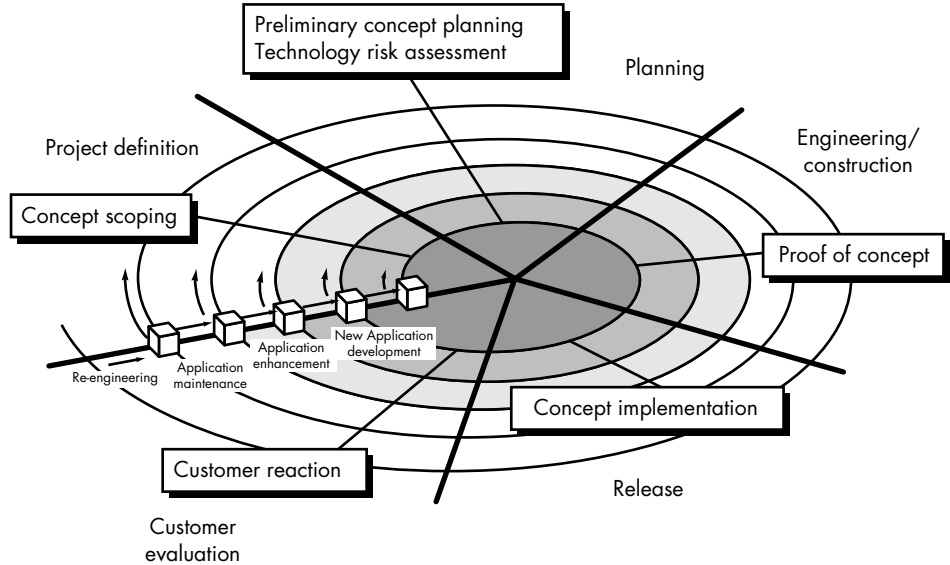 Preliminary concept planning
Technology risk assessment
Planning
Project definition
Engineering/
construction
Concept scoping
Proof of concept
New Application
development
Application
enhancement
Application
maintenance
Re-engineering
Concept implementation
Customer reaction
Release
Customer
evaluation